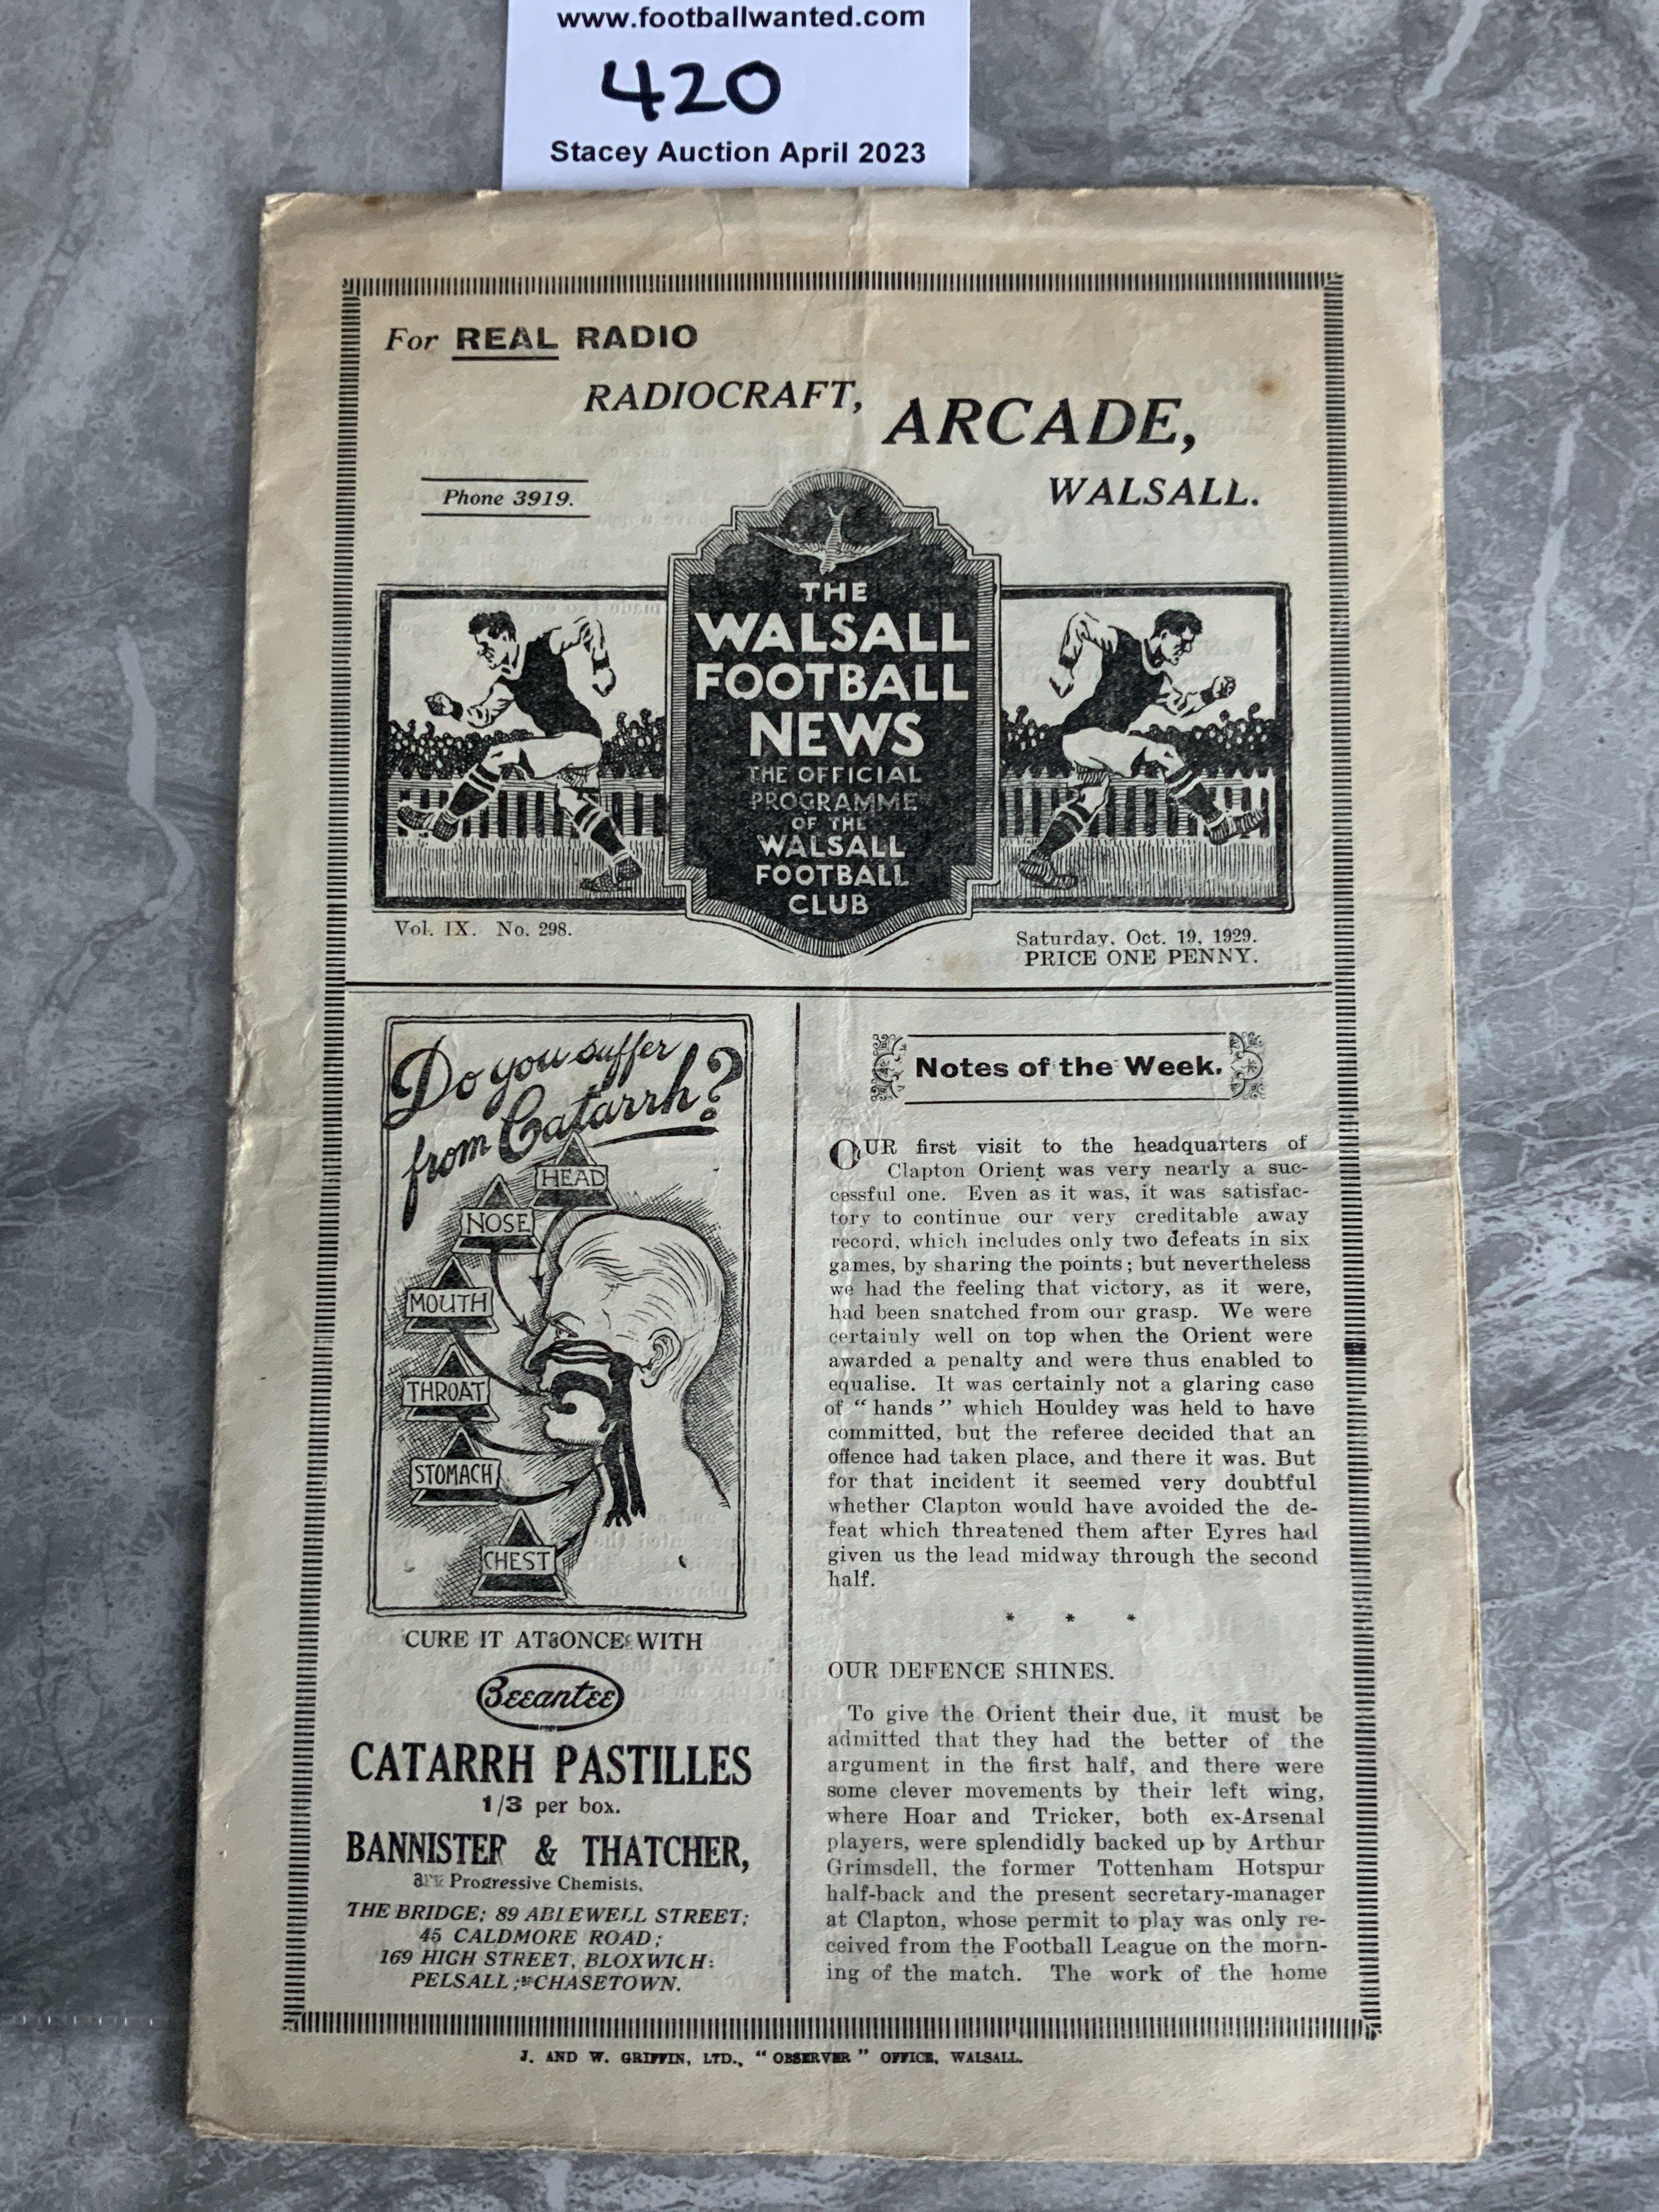 www.footballwanted.com
420
Stacey Auction April 2023
For REAL RADIO
RADIOCRAFT, ARCADE,
WALSALL.
Phone 3919.
THE
WALSALL
FOOTBALL
NEWS
THE OFFICIAL
PROGRAMME
OF THE
WALSALL
FOOTBALL
CLUB
Vol. IX. No. 298.
Saturday, Oct. 19, 1929.
PRICE ONE PENNY.
Do you suffer
from Catarrh?
HEAD
NOSE
MOUTH
THROAT
STOMACH
CHEST
CURE IT AT ONCE WITH
Beeantee
CATARRH PASTILLES
1/3 per box.
BANNISTER & THATCHER,
Progressive Chemists,
THE BRIDGE; 89 ABLEWELL STREET;
45 CALDMORE ROAD;
169 HIGH STREET, BLOXWICH:
PELSALL; CHASETOWN.
Notes of the Week.
OUR first visit to the headquarters of
Clapton Orient was very nearly a suc-
cessful one. Even as it was, it was satisfac-
tory to continue our very creditable away
record, which includes only two defeats in six
games, by sharing the points; but nevertheless
we had the feeling that victory, as it were,
had been snatched from our grasp. We were
certainly well on top when the Orient were
awarded a penalty and were thus enabled to
equalise. It was certainly not a glaring case
of "hands" which Houldey was held to have
committed, but the referee decided that an
offence had taken place, and there it was. But
for that incident it seemed very doubtful
whether Clapton would have avoided the de-
feat which threatened them after Eyres had
given us the lead midway through the second
half.
* * *
OUR DEFENCE SHINES.
To give the Orient their due, it must be
admitted that they had the better of the
argument in the first half, and there were
some clever movements by their left wing,
where Hoar and Tricker, both ex-Arsenal
players, were splendidly backed up by Arthur
Grimsdell, the former Tottenham Hotspur
half-back and the present secretary-manager
at Clapton, whose permit to play was only re-
ceived from the Football League on the morn-
ing of the match. The work of the home
J. AND W. GRIFFIN, LTD., "OBSERVER" OFFICE, WALSALL.